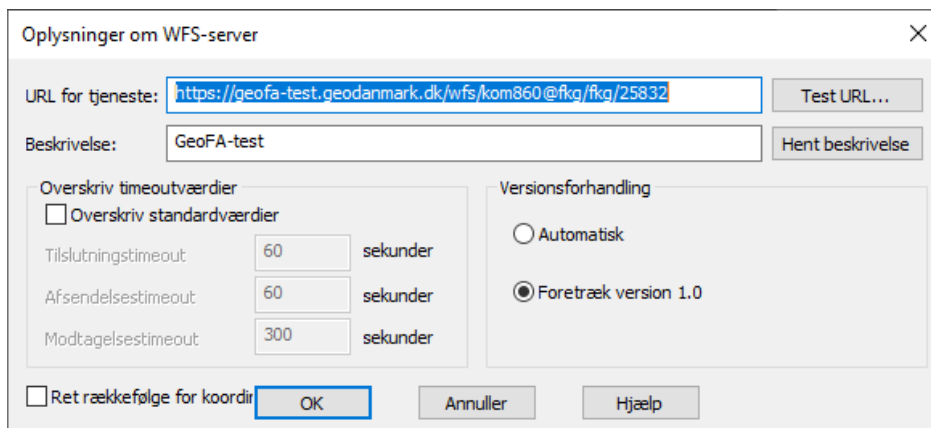 Oplysninger om WFS-server
URL for tjeneste: https://geofa-test.geodanmark.dk/wfs/kom860@fkg/fkg/25832 Test URL...
Beskrivelse: GeoFA-test Hent beskrivelse
Overskriv timeoutværdier
Overskriv standardværdier
Tilslutningstimeout 60 sekunder
Afsendelsestimeout 60 sekunder
Modtagelsestimeout 300 sekunder
Versionsforhandling
Automatisk
Foretræk version 1.0
Ret rækkefølge for koordir OK Annuller Hjælp